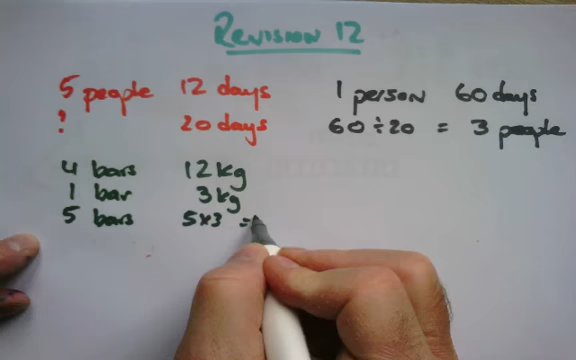 REVISION 12
5 people 12 days
? 20 days
1 person 60 days
60 ÷ 20 = 3 people
4 bars 12 kg
1 bar 3 kg
5 bars 5x3 =